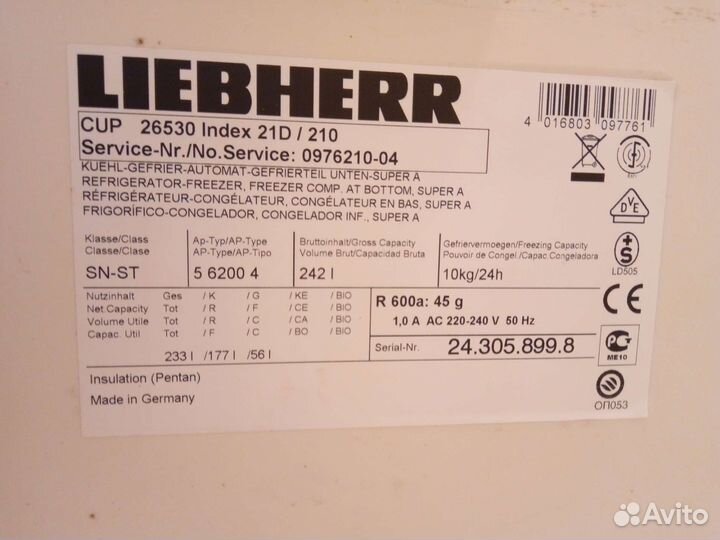 LIEBHERR
CUP 26530 Index 21D / 210
Service-Nr./No.Service: 0976210-04
4 016803 097761
KUEHL-GEFRIER-AUTOMAT-GEFRIERTEIL UNTEN-SUPER A
REFRIGERATOR-FREEZER, FREEZER COMP. AT BOTTOM, SUPER A
RÉFRIGÉRATEUR-CONGÉLATEUR, CONGÉLATEUR EN BAS, SUPER A
FRIGORÍFICO-CONGELADOR, CONGELADOR INF., SUPER A
DVE
Klasse/Class Ap-Typ/AP-Type Bruttoinhalt/Gross Capacity Gefriervermoegen/Freezing Capacity
Classe/Clase AP-Type/AP-Tipo Volume Brut/Capacidad Bruta Pouvoir de Congel./Capac.Congeladora
SN-ST 5 6200 4 242 l 10kg/24h
S
LD505
Nutzinhalt Ges / K / G / KE / BIO
Net.Capacity Tot / R / F / CE / BIO
Volume Utile Tot / R / C / CA / BIO
Capac. Util Tot / F / C / BO / BIO
233 l /177 l / 56 l
R 600a: 45 g
1,0 A AC 220-240 V 50 Hz
Serial-Nr. 24.305.899.8
CE
ME10
ОП053
Insulation (Pentan)
Made in Germany
Avito